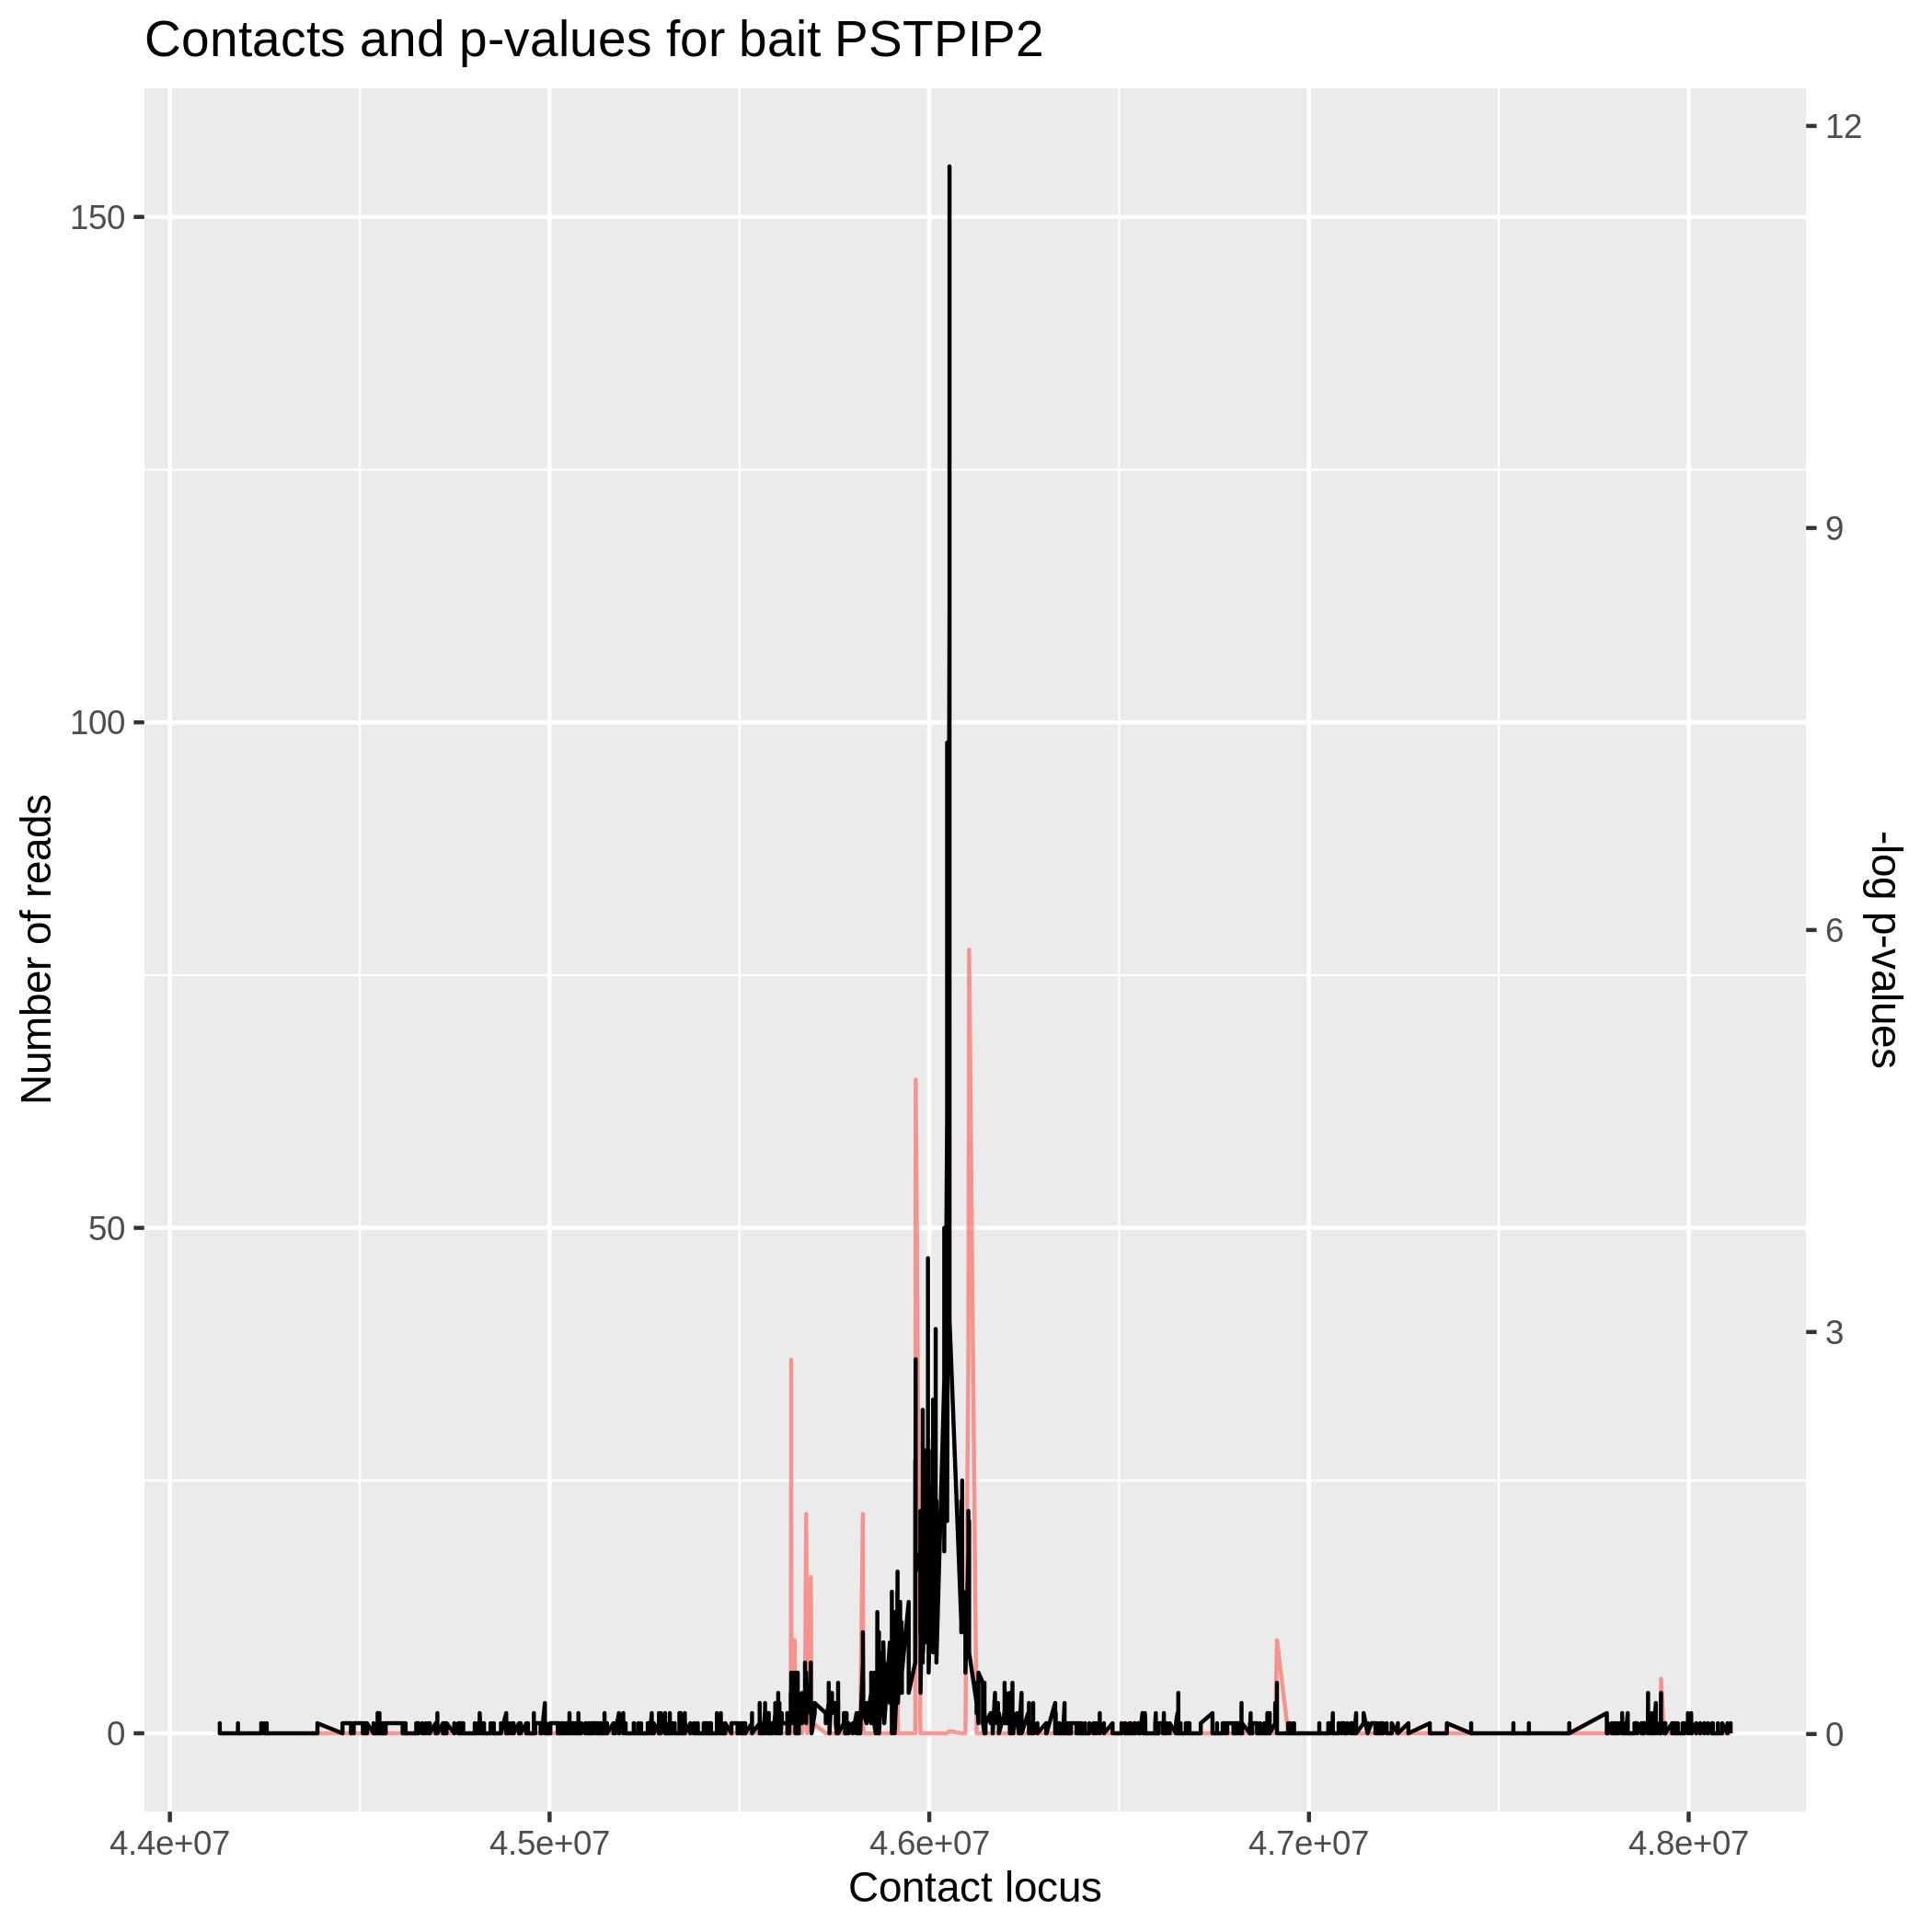 Contacts and p-values for bait PSTPIP2
150
100
50
0
Number of reads
12
9
6
3
0
-log p-values
4.4e+07
4.5e+07
4.6e+07
4.7e+07
4.8e+07
Contact locus